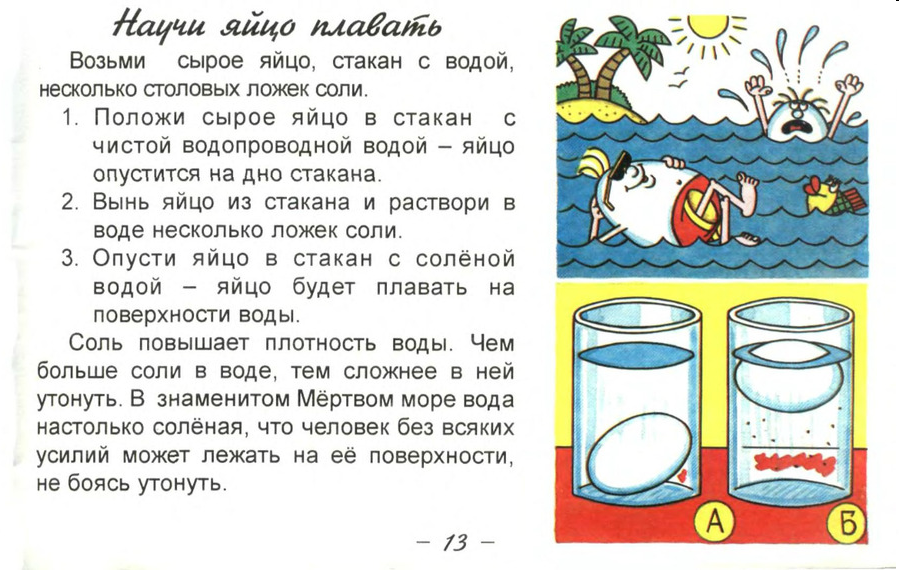 Научи яйцо плавать
Возьми сырое яйцо, стакан с водой,
несколько столовых ложек соли.
1. Положи сырое яйцо в стакан с
чистой водопроводной водой – яйцо
опустится на дно стакана.
2. Вынь яйцо из стакана и раствори в
воде несколько ложек соли.
3. Опусти яйцо в стакан с солёной
водой – яйцо будет плавать на
поверхности воды.
Соль повышает плотность воды. Чем
больше соли в воде, тем сложнее в ней
утонуть. В знаменитом Мёртвом море вода
настолько солёная, что человек без всяких
усилий может лежать на её поверхности,
не боясь утонуть.
– 13 –
А
Б